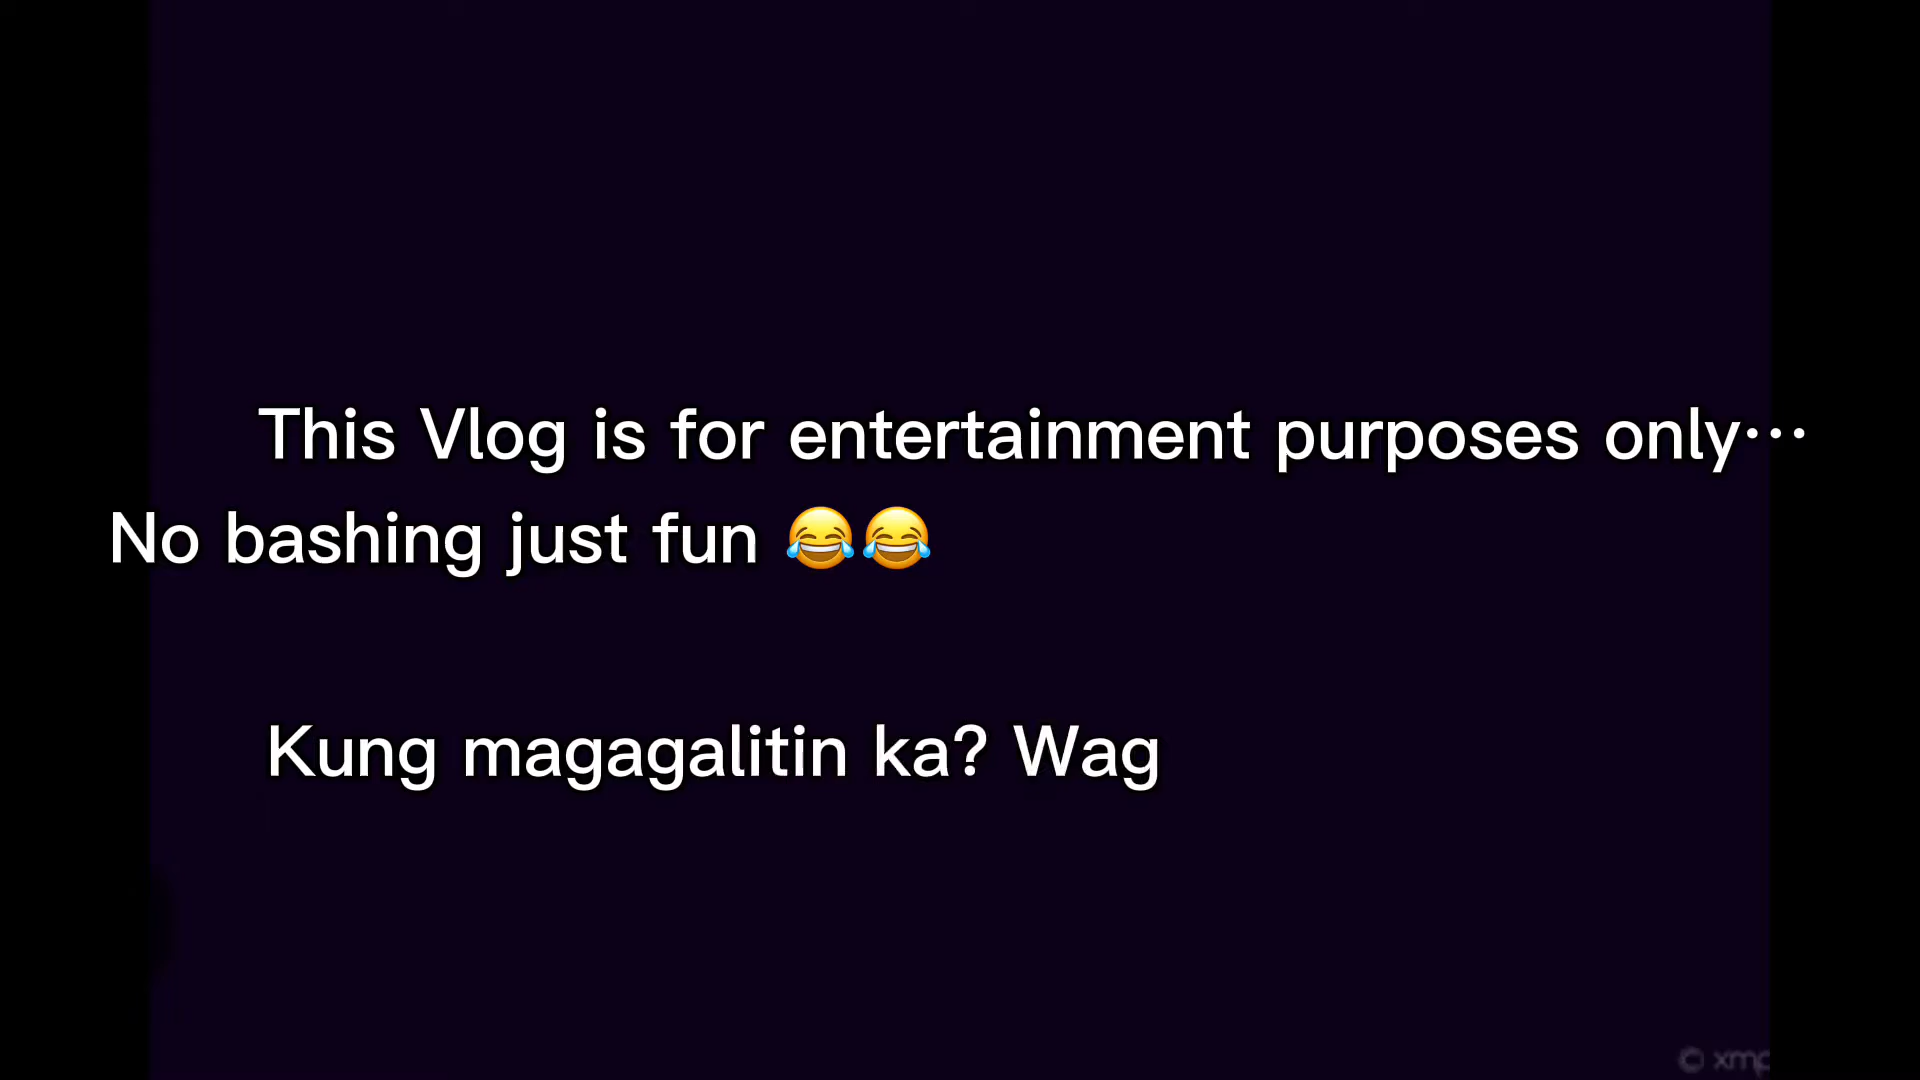 This Vlog is for entertainment purposes only…
No bashing just fun 😂😂
Kung magagalitin ka? Wag
©